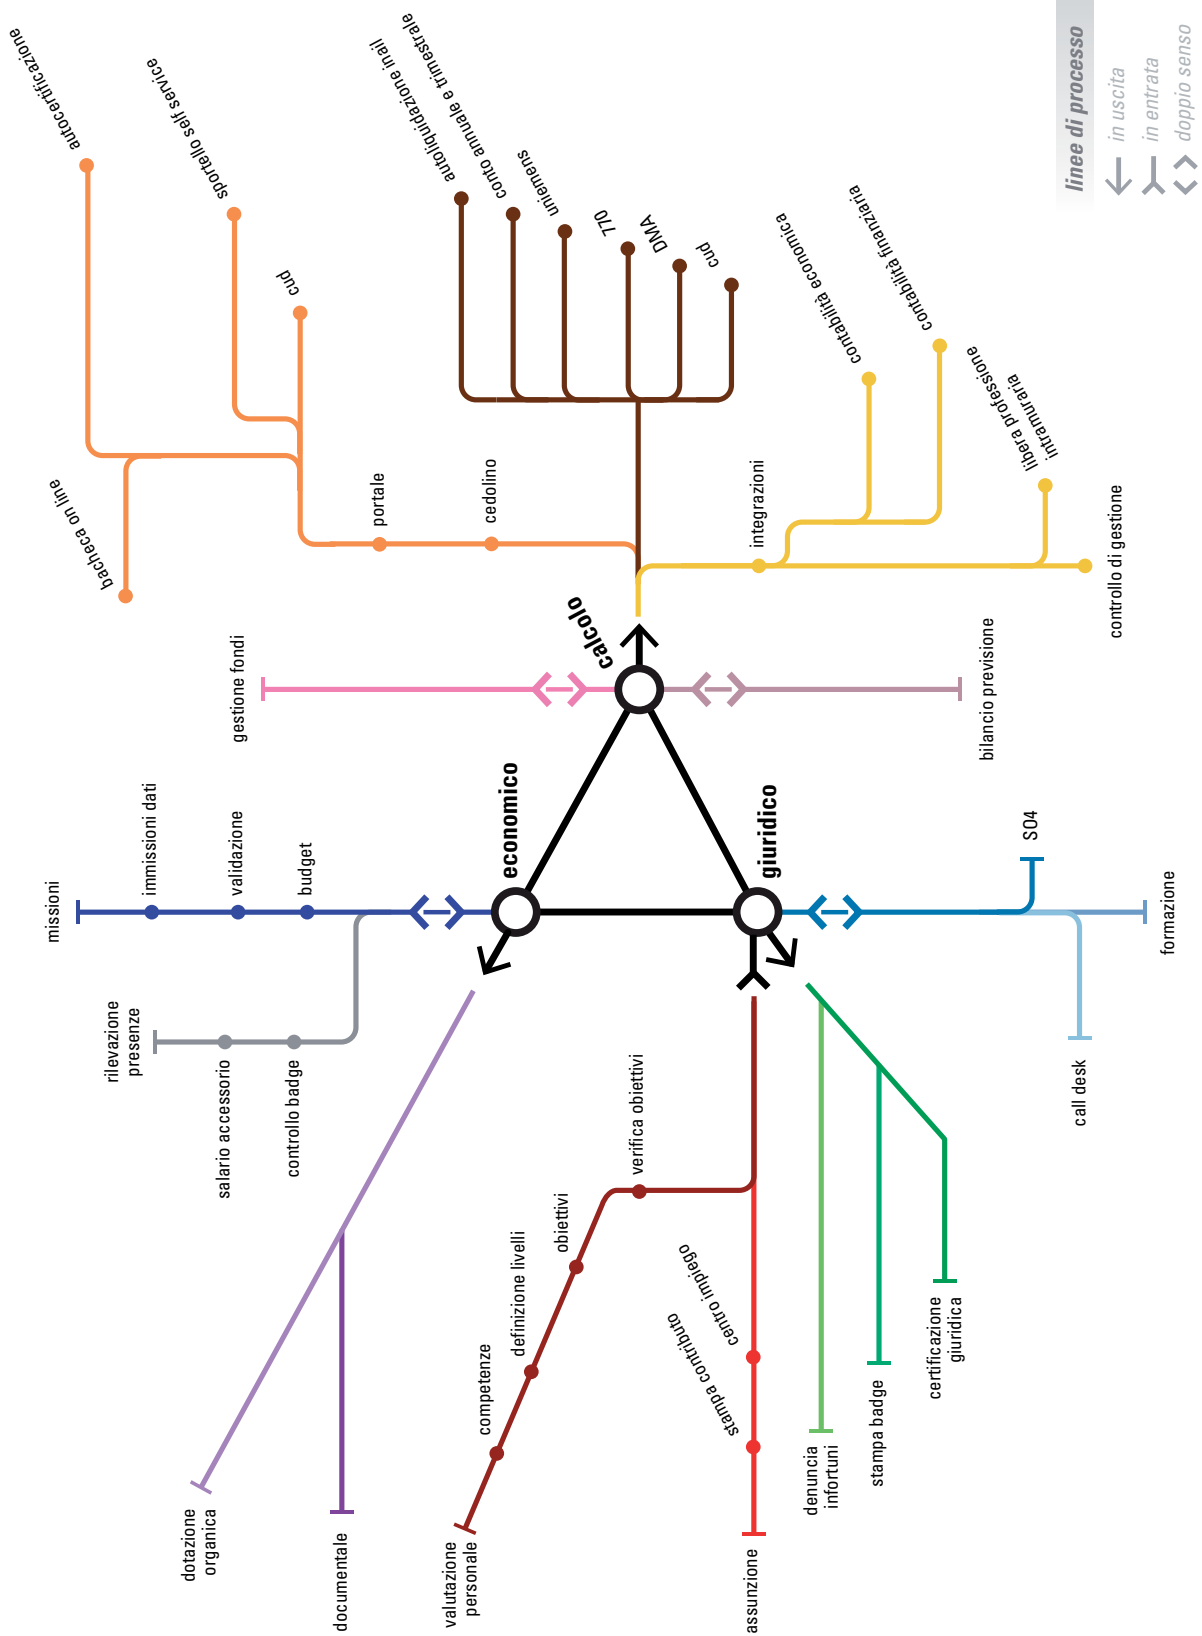 autocertificazione
sportello self service
cud
bacheca on line
portale
cedolino
autoliquidazione inail
conto annuale e trimestrale
uniemens
770
DMA
cud
contabilità economica
contabilità finanziaria
libera professione
intramuraria
integrazioni
controllo di gestione
linee di processo
in uscita
in entrata
doppio senso
calcolo
gestione fondi
bilancio previsione
economico
giuridico
missioni
immissioni dati
validazione
budget
rilevazione
presenze
salario accessorio
controllo badge
SO4
formazione
call desk
verifica obiettivi
obiettivi
definizione livelli
competenze
valutazione
personale
centro impiego
stampa contributo
assunzione
denuncia
infortuni
stampa badge
certificazione
giuridica
dotazione
organica
documentale